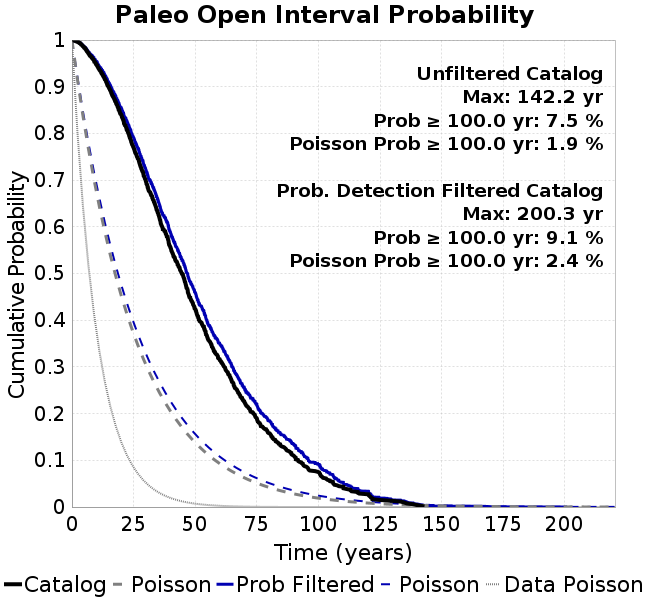 Paleo Open Interval Probability
Unfiltered Catalog
Max: 142.2 yr
Prob ≥ 100.0 yr: 7.5 %
Poisson Prob ≥ 100.0 yr: 1.9 %
Prob. Detection Filtered Catalog
Max: 200.3 yr
Prob ≥ 100.0 yr: 9.1 %
Poisson Prob ≥ 100.0 yr: 2.4 %
Cumulative Probability
1
0.9
0.8
0.7
0.6
0.5
0.4
0.3
0.2
0.1
0
0 25 50 75 100 125 150 175 200
Time (years)
Catalog Poisson Prob Filtered Poisson Data Poisson